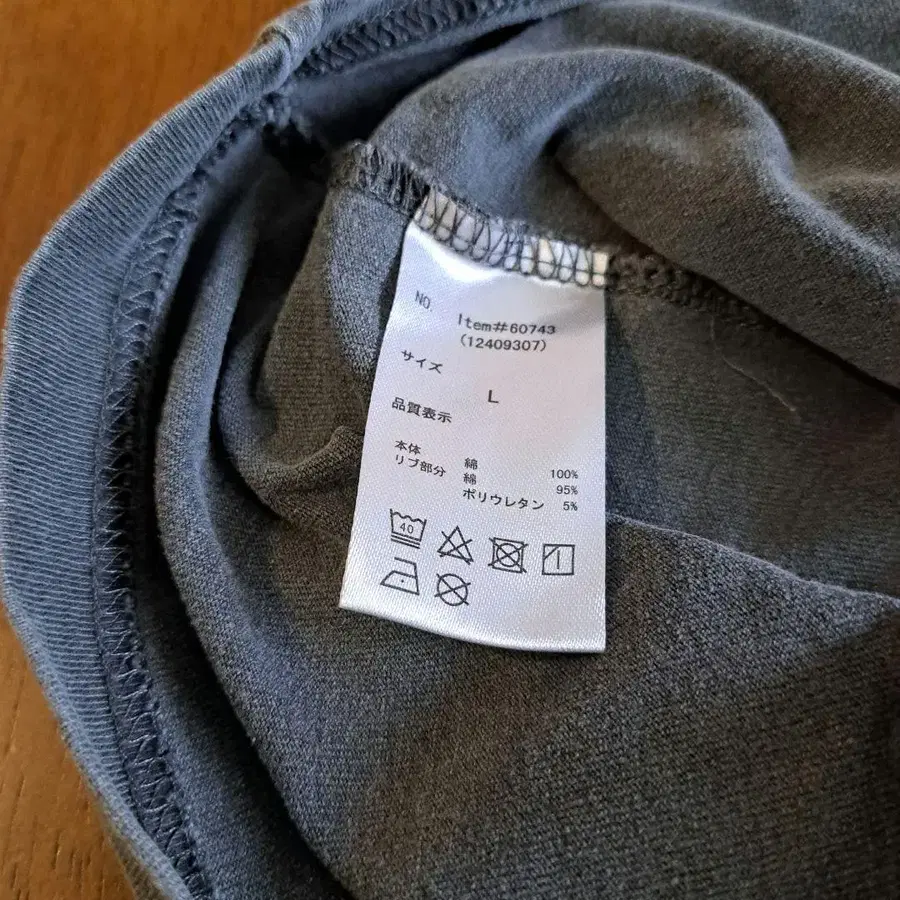 NO.
Item#60743
(12409307)
サイズ
L
品質表示
本体 綿 100%
リブ部分 綿 95%
ポリウレタン 5%
40